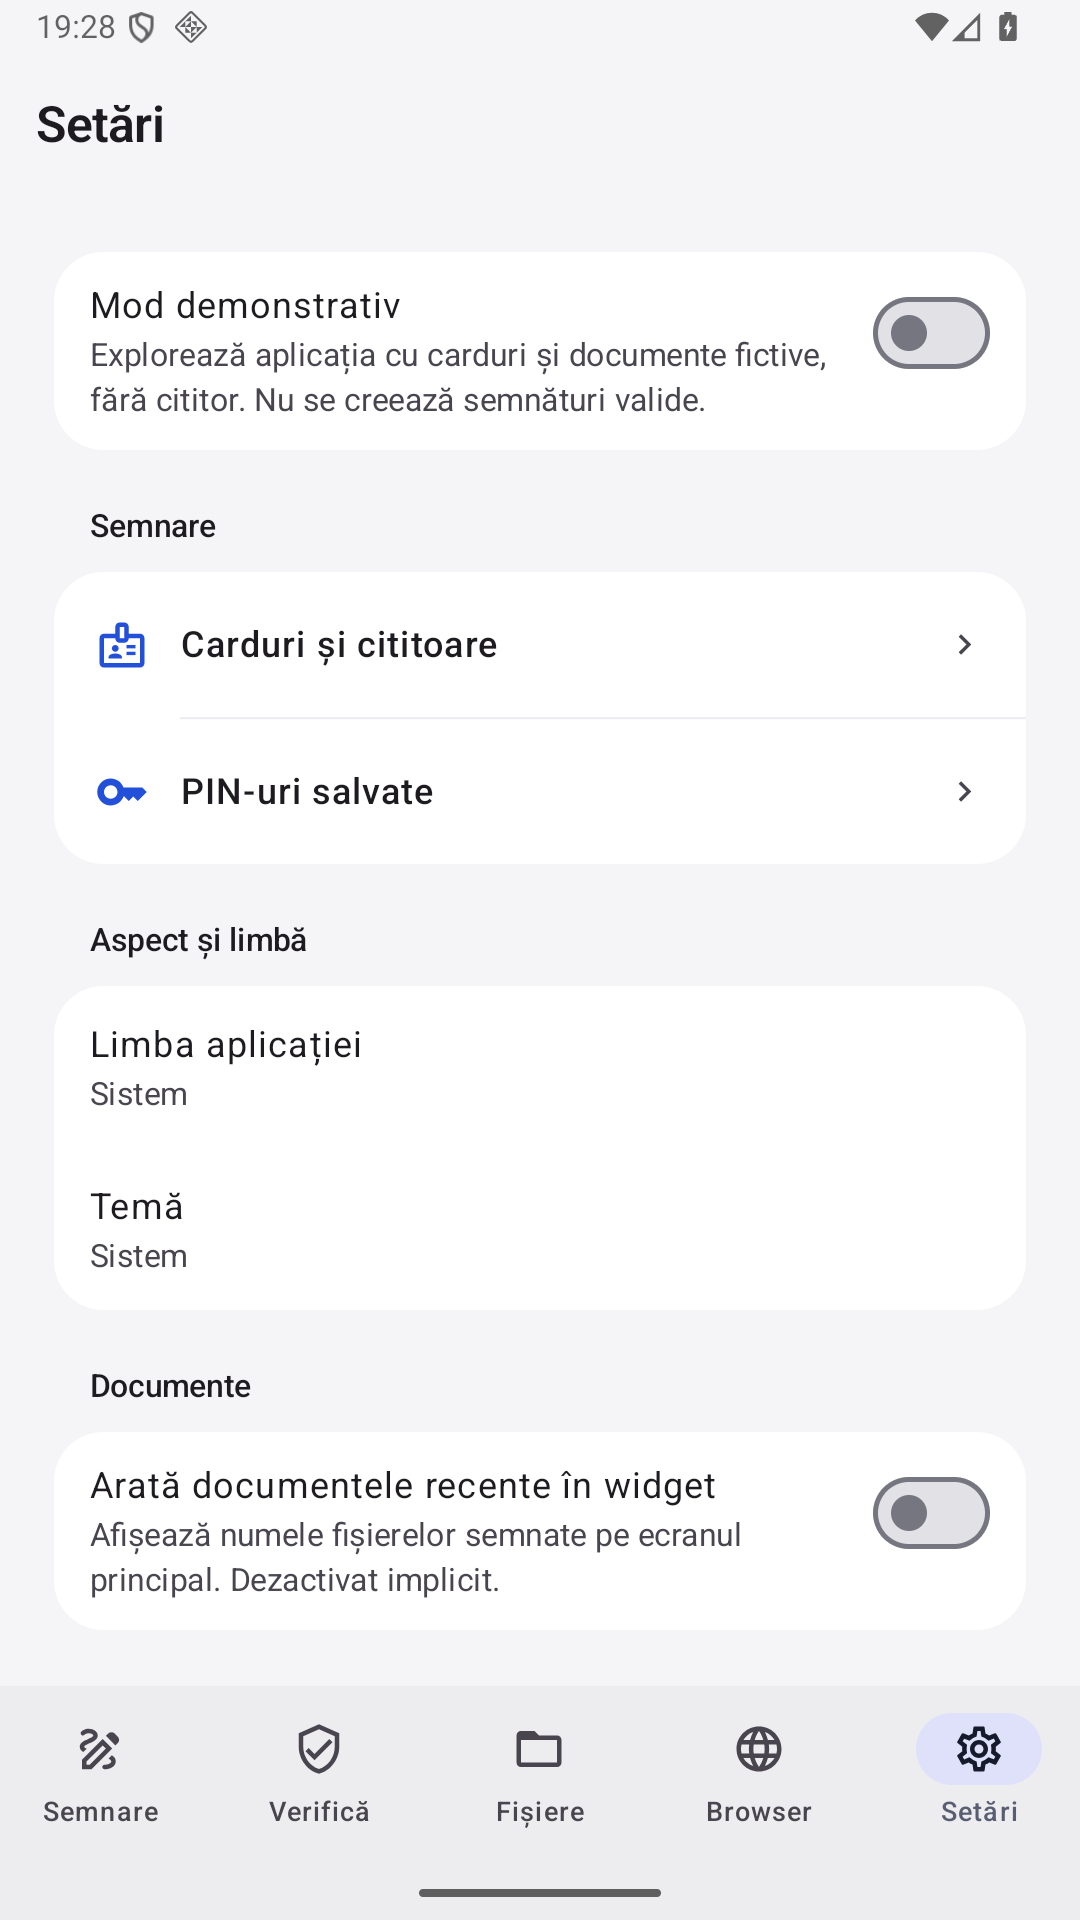 19:28
Setări
Mod demonstrativ
Explorează aplicația cu carduri și documente fictive,
fără cititor. Nu se creează semnături valide.
Semnare
Carduri și cititoare
PIN-uri salvate
Aspect și limbă
Limba aplicației
Sistem
Temă
Sistem
Documente
Arată documentele recente în widget
Afișează numele fișierelor semnate pe ecranul
principal. Dezactivat implicit.
Semnare
Verifică
Fișiere
Browser
Setări